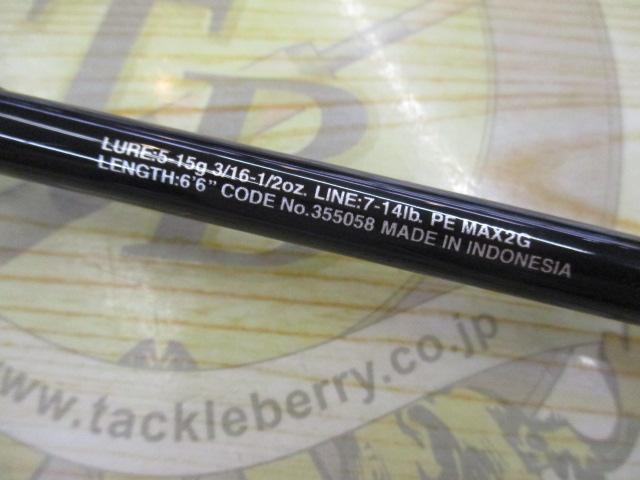 TB
LURE:5-15g 3/16-1/2oz. LINE:7-14lb. PE MAX2G
LENGTH:6'6" CODE No.355058 MADE IN INDONESIA
www.tackleberry.co.jp